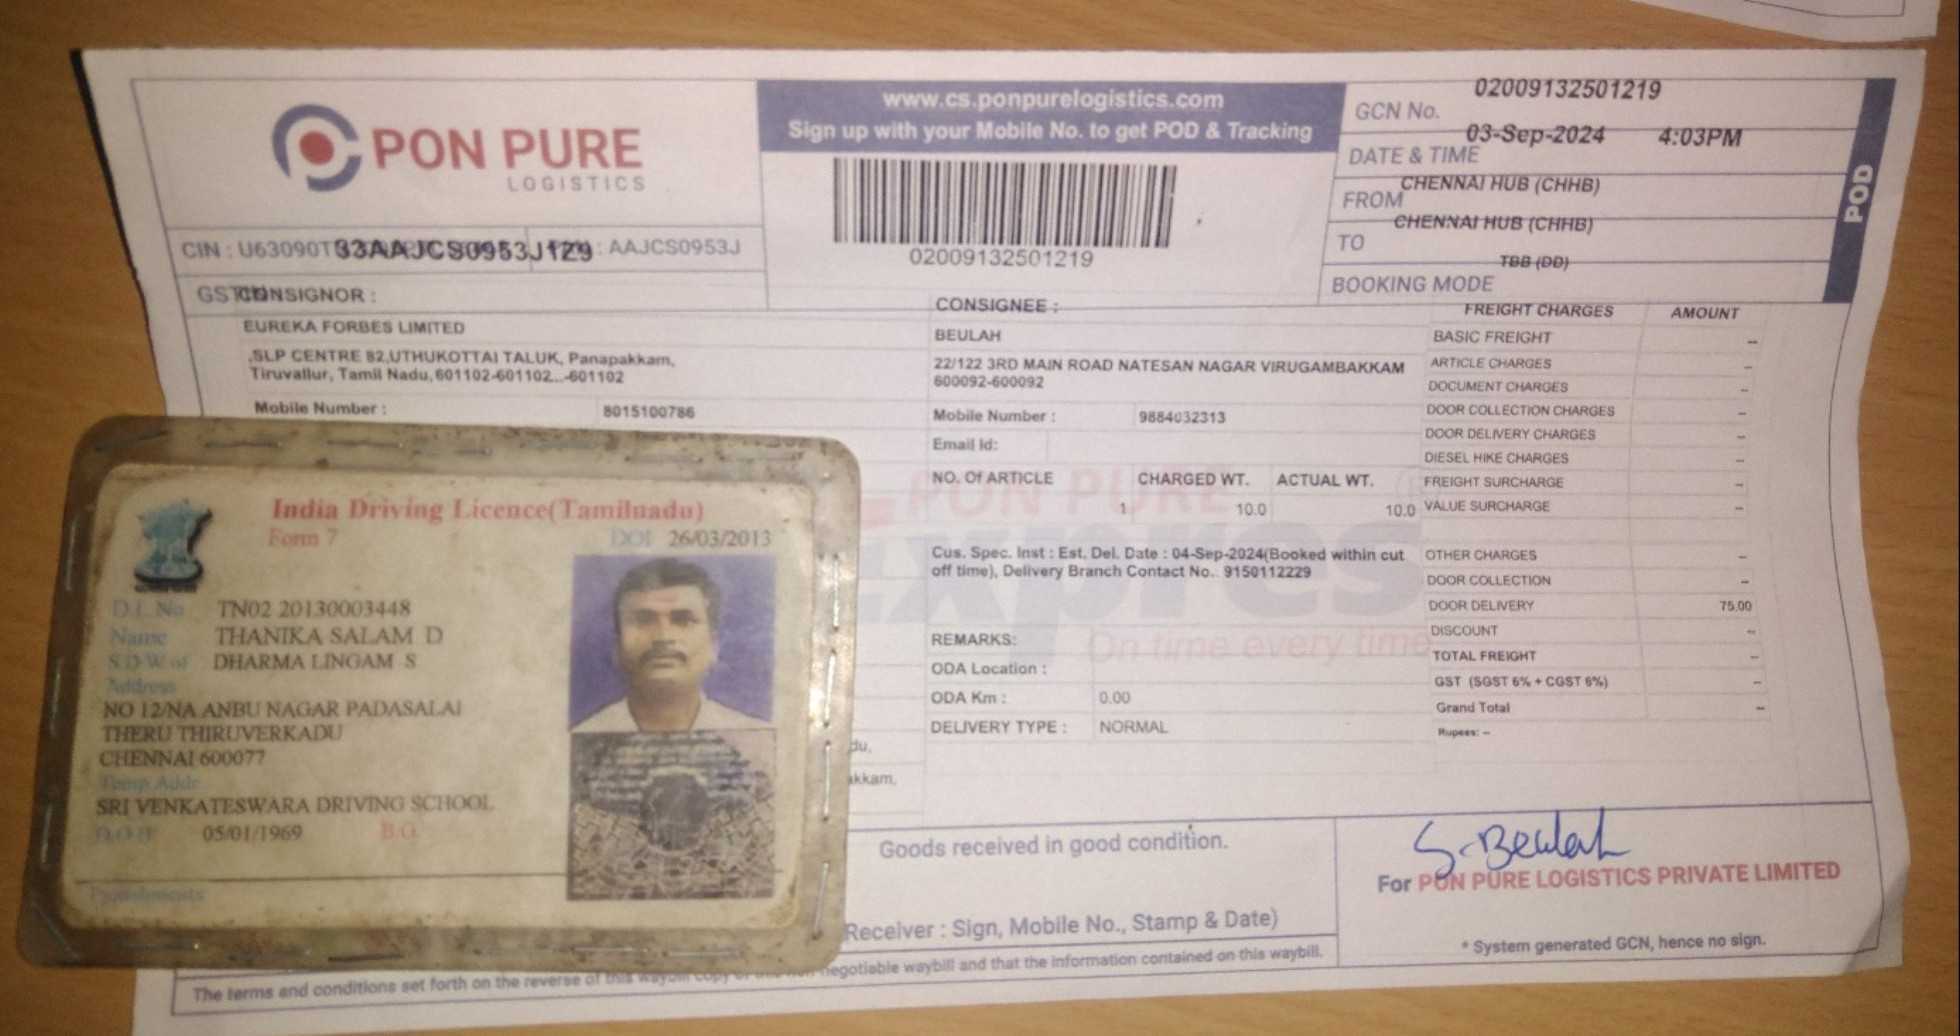 PON PURE
LOGISTICS
www.cs.ponpurelogistics.com
Sign up with your Mobile No. to get POD & Tracking
02009132501219
GCN No. 02009132501219
DATE & TIME 03-Sep-2024 4:03PM
FROM CHENNAI HUB (CHHB)
TO CHENNAI HUB (CHHB)
BOOKING MODE TBB (DD)
POD
CIN : U63090T 33AAJCS0953J1Z9 : AAJCS0953J
CONSIGNOR :
EUREKA FORBES LIMITED
,SLP CENTRE 82,UTHUKOTTAI TALUK, Panapakkam,
Tiruvallur, Tamil Nadu,601102-601102...-601102
Mobile Number : 8015100786
CONSIGNEE :
BEULAH
22/122 3RD MAIN ROAD NATESAN NAGAR VIRUGAMBAKKAM
600092-600092
Mobile Number : 9884032313
Email Id:
NO. Of ARTICLE CHARGED WT. ACTUAL WT.
1 10.0 10.0
Cus. Spec. Inst : Est. Del. Date : 04-Sep-2024(Booked within cut
off time), Delivery Branch Contact No.. 9150112229
REMARKS:
ODA Location :
ODA Km : 0.00
DELIVERY TYPE : NORMAL
PON PURE
Express
On time every time
FREIGHT CHARGES AMOUNT
BASIC FREIGHT --
ARTICLE CHARGES --
DOCUMENT CHARGES --
DOOR COLLECTION CHARGES --
DOOR DELIVERY CHARGES --
DIESEL HIKE CHARGES --
FREIGHT SURCHARGE --
VALUE SURCHARGE --
OTHER CHARGES --
DOOR COLLECTION --
DOOR DELIVERY 75.00
DISCOUNT --
TOTAL FREIGHT --
GST (SGST 6% + CGST 6%) --
Grand Total --
Rupees: --
du,
akkam,
India Driving Licence(Tamilnadu)
Form 7 DOI 26/03/2013
D.L.No TN02 20130003448
Name THANIKA SALAM D
S/D/W of DHARMA LINGAM S
Address
NO 12/NA ANBU NAGAR PADASALAI
THERU THIRUVERKADU
CHENNAI 600077
Temp Addr.
SRI VENKATESWARA DRIVING SCHOOL
D.O.B 05/01/1969 B.G.
Goods received in good condition.
Receiver : Sign, Mobile No., Stamp & Date)
S. Beulah
For PON PURE LOGISTICS PRIVATE LIMITED
* System generated GCN, hence no sign.
The terms and conditions set forth on the reverse of this waybill copy of negotiable waybill and that the information contained on this waybill.